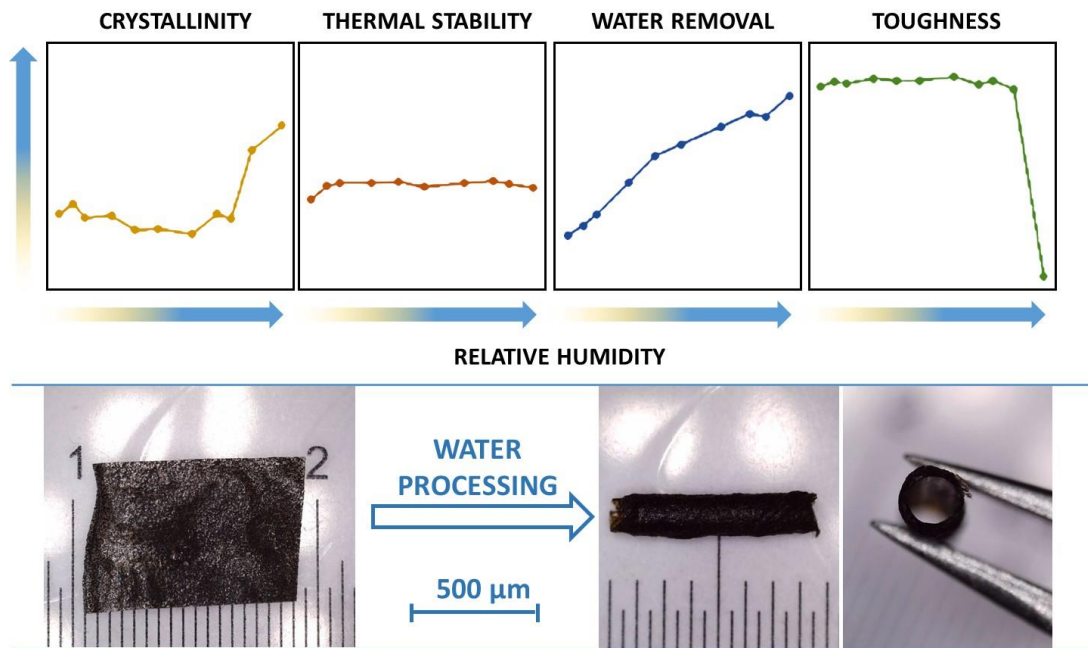 CRYSTALLINITY
THERMAL STABILITY
WATER REMOVAL
TOUGHNESS
RELATIVE HUMIDITY
1
2
WATER
PROCESSING
500 µm